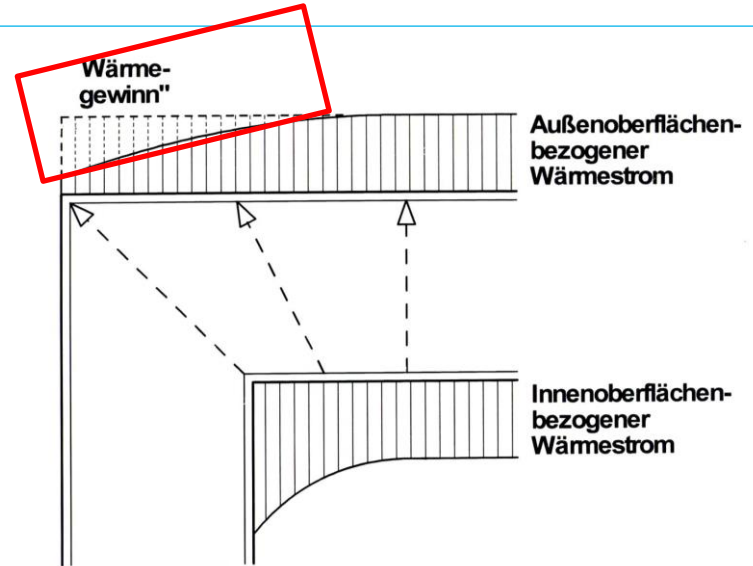 Wärme-
gewinn"
Außenoberflächen-
bezogener
Wärmestrom
Innenoberflächen-
bezogener
Wärmestrom